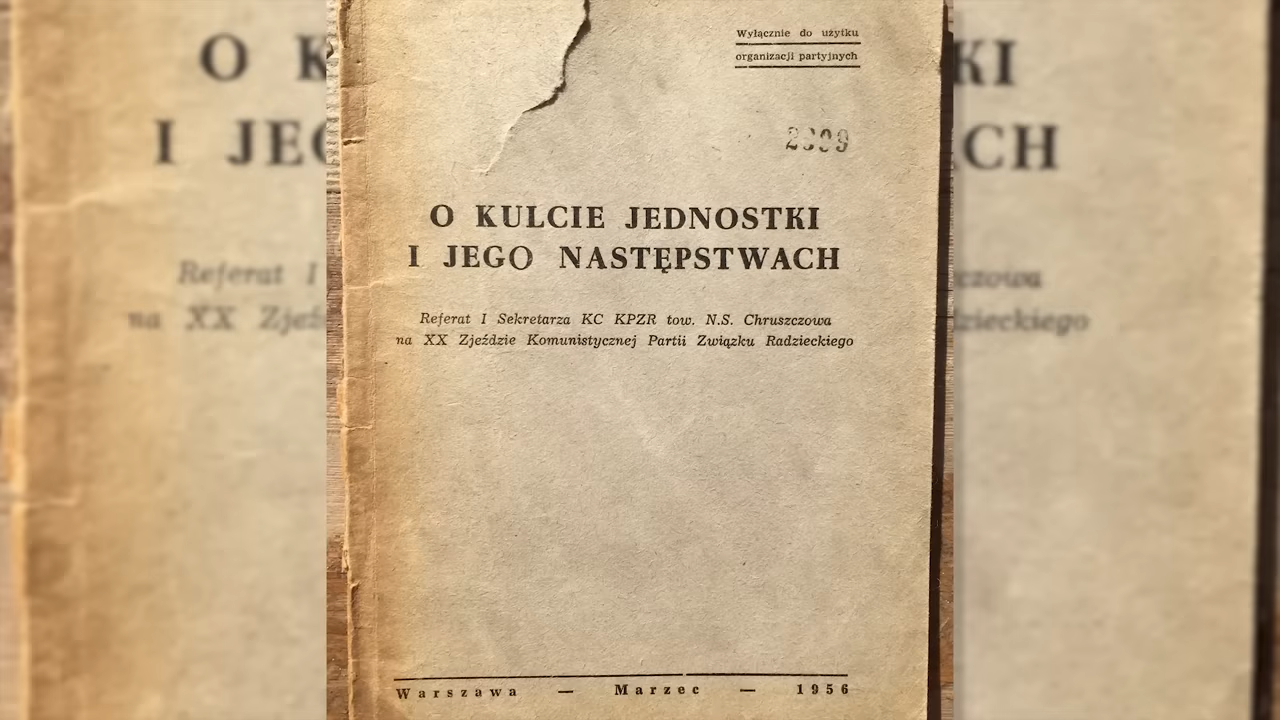 Wyłącznie do użytku
organizacji partyjnych
O KULCIE JEDNOSTKI
I JEGO NASTĘPSTWACH
Referat I Sekretarza KC KPZR tow. N.S. Chruszczowa
na XX Zjeździe Komunistycznej Partii Związku Radzieckiego
Warszawa — Marzec — 1956